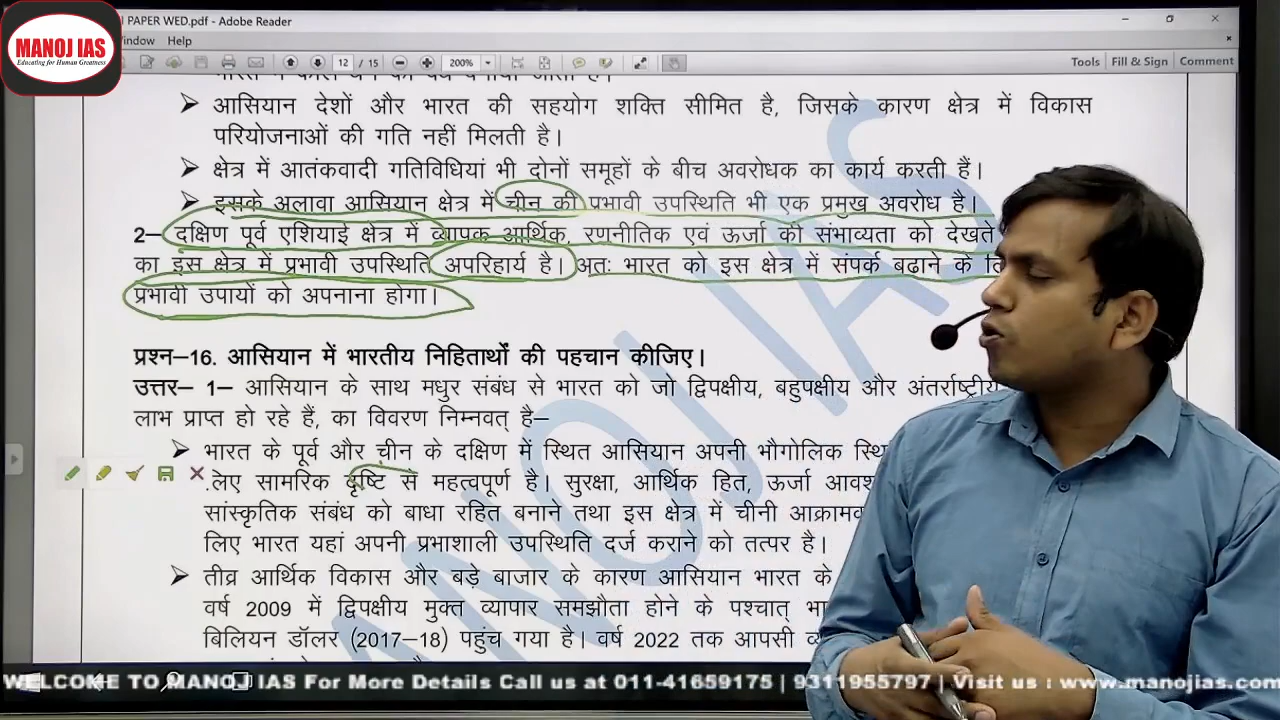 MANOJ IAS
Educating for Human Greatness
PAPER WED.pdf - Adobe Reader
Window Help
12 / 15
200%
Tools Fill & Sign Comment
आसियान देशों और भारत की सहयोग शक्ति सीमित है, जिसके कारण क्षेत्र में विकास
परियोजनाओं की गति नहीं मिलती है।
क्षेत्र में आतंकवादी गतिविधियां भी दोनों समूहों के बीच अवरोधक का कार्य करती हैं।
इसके अलावा आसियान क्षेत्र में चीन की प्रभावी उपस्थिति भी एक प्रमुख अवरोध है।
2– दक्षिण पूर्व एशियाई क्षेत्र में व्यापक आर्थिक, रणनीतिक एवं ऊर्जा की संभाव्यता को देखते
का इस क्षेत्र में प्रभावी उपस्थिति अपरिहार्य है। अतः भारत को इस क्षेत्र में संपर्क बढाने के
प्रभावी उपायों को अपनाना होगा।
प्रश्न–16. आसियान में भारतीय निहितार्थों की पहचान कीजिए।
उत्तर– 1– आसियान के साथ मधुर संबंध से भारत को जो द्विपक्षीय, बहुपक्षीय और अंतर्राष्ट्रीय
लाभ प्राप्त हो रहे हैं, का विवरण निम्नवत् है–
भारत के पूर्व और चीन के दक्षिण में स्थित आसियान अपनी भौगोलिक
लिए सामरिक दृष्टि से महत्वपूर्ण है। सुरक्षा, आर्थिक हित, ऊर्जा
सांस्कृतिक संबंध को बाधा रहित बनाने तथा इस क्षेत्र में चीनी
लिए भारत यहां अपनी प्रभाशाली उपस्थिति दर्ज कराने को तत्पर है।
तीव्र आर्थिक विकास और बड़े बाजार के कारण आसियान भारत के
वर्ष 2009 में द्विपक्षीय मुक्त व्यापार समझौता होने के पश्चात्
बिलियन डॉलर (2017–18) पहुंच गया है। वर्ष 2022 तक आपसी
MANOJ IAS
WELCOME TO MANOJ IAS For More Details Call us at 011-41659175 | 9311955797 | Visit us : www.manojias.com